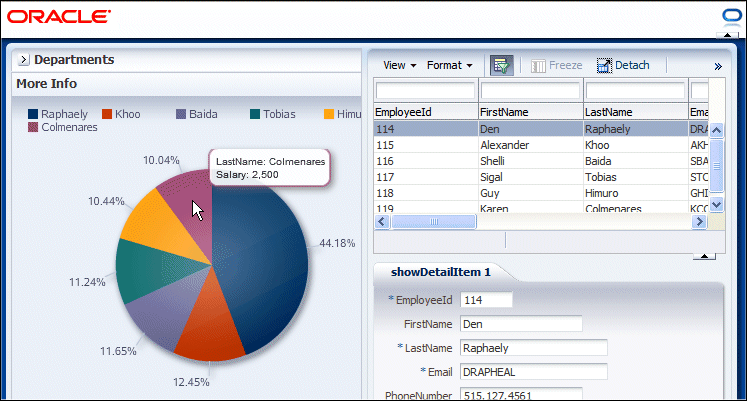 ORACLE
Departments
More Info
Raphaely Khoo Baida Tobias Himu
Colmenares
10.04%
LastName: Colmenares
Salary: 2,500
10.44%
44.18%
11.24%
11.65%
12.45%
View Format Freeze Detach »
EmployeeId FirstName LastName Ema
114 Den Raphaely DRA
115 Alexander Khoo AKH
116 Shelli Baida SBA
117 Sigal Tobias STO
118 Guy Himuro GHI
119 Karen Colmenares KCO
showDetailItem 1
* EmployeeId 114
FirstName Den
* LastName Raphaely
* Email DRAPHEAL
PhoneNumber 515.127.4561